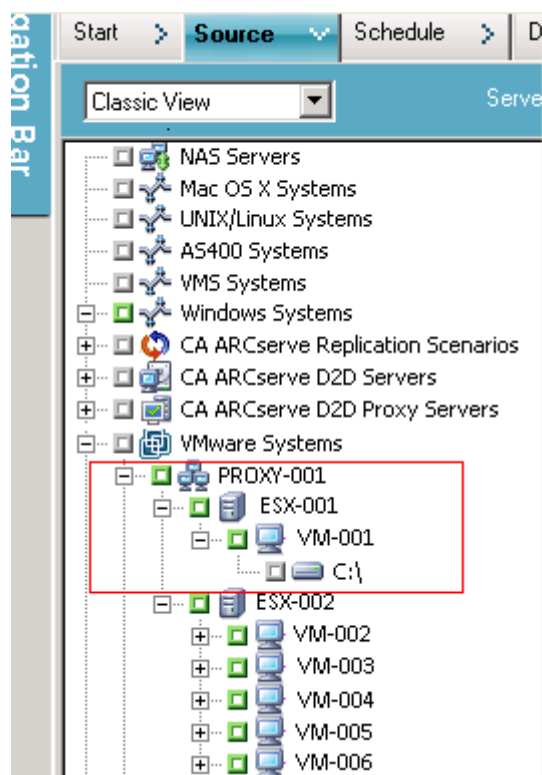 gation Bar
Start > Source Schedule > D
Classic View Serve
NAS Servers
Mac OS X Systems
UNIX/Linux Systems
AS400 Systems
VMS Systems
Windows Systems
CA ARCserve Replication Scenarios
CA ARCserve D2D Servers
CA ARCserve D2D Proxy Servers
VMware Systems
PROXY-001
ESX-001
VM-001
C:\
ESX-002
VM-002
VM-003
VM-004
VM-005
VM-006